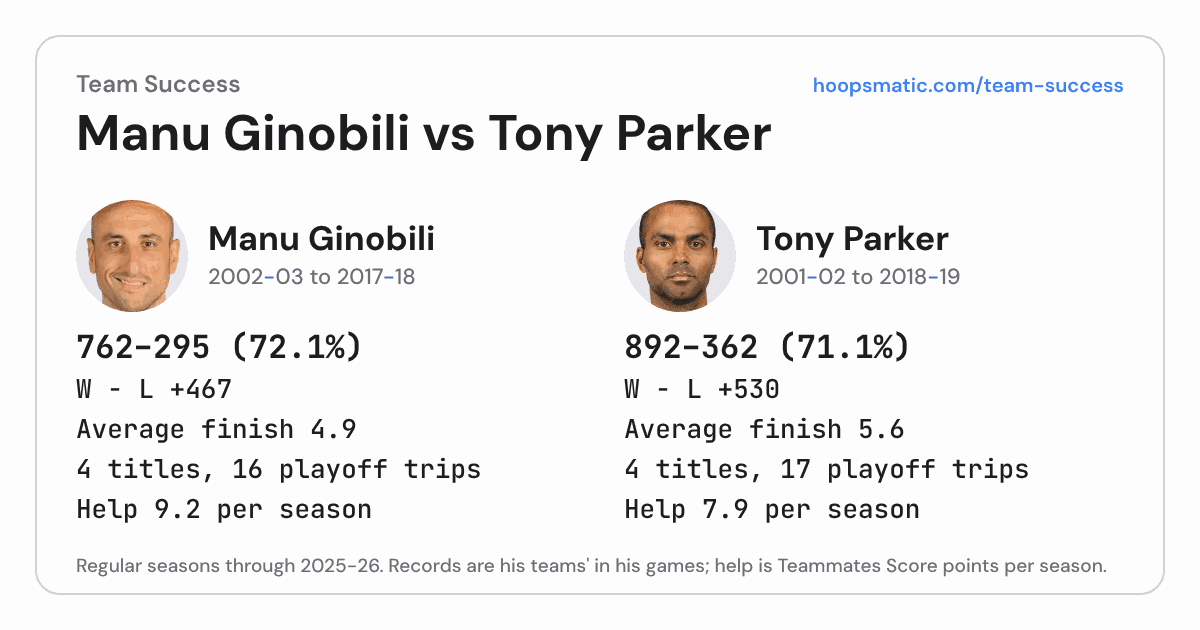 Team Success
hoopsmatic.com/team-success
Manu Ginobili vs Tony Parker
Manu Ginobili
2002–03 to 2017–18
762–295 (72.1%)
W - L +467
Average finish 4.9
4 titles, 16 playoff trips
Help 9.2 per season
Tony Parker
2001–02 to 2018–19
892–362 (71.1%)
W - L +530
Average finish 5.6
4 titles, 17 playoff trips
Help 7.9 per season
Regular seasons through 2025–26. Records are his teams' in his games; help is Teammates Score points per season.